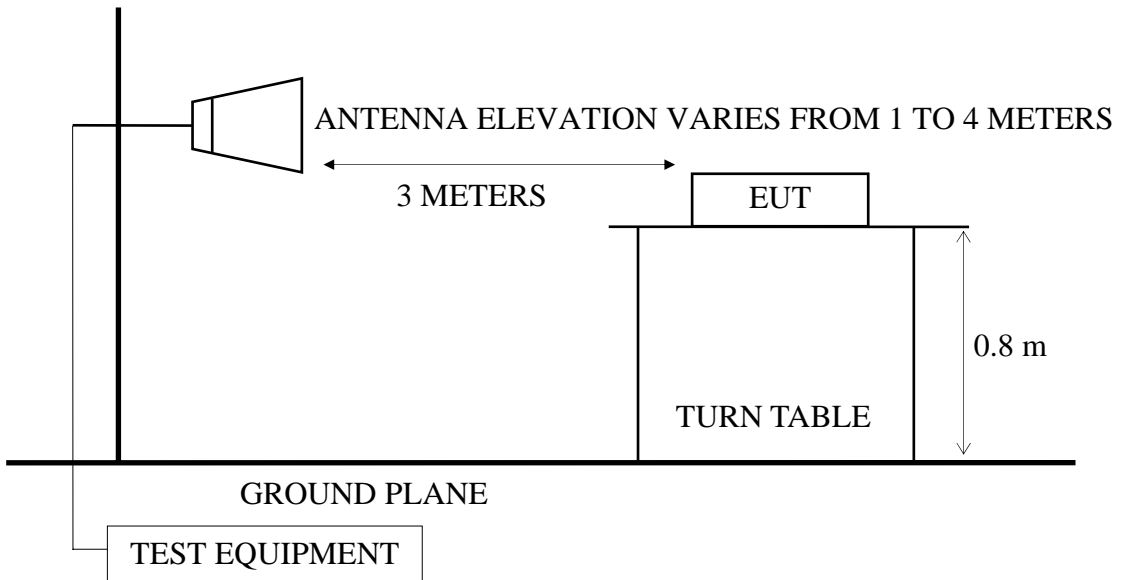 ANTENNA ELEVATION VARIES FROM 1 TO 4 METERS
3 METERS
EUT
0.8 m
TURN TABLE
GROUND PLANE
TEST EQUIPMENT